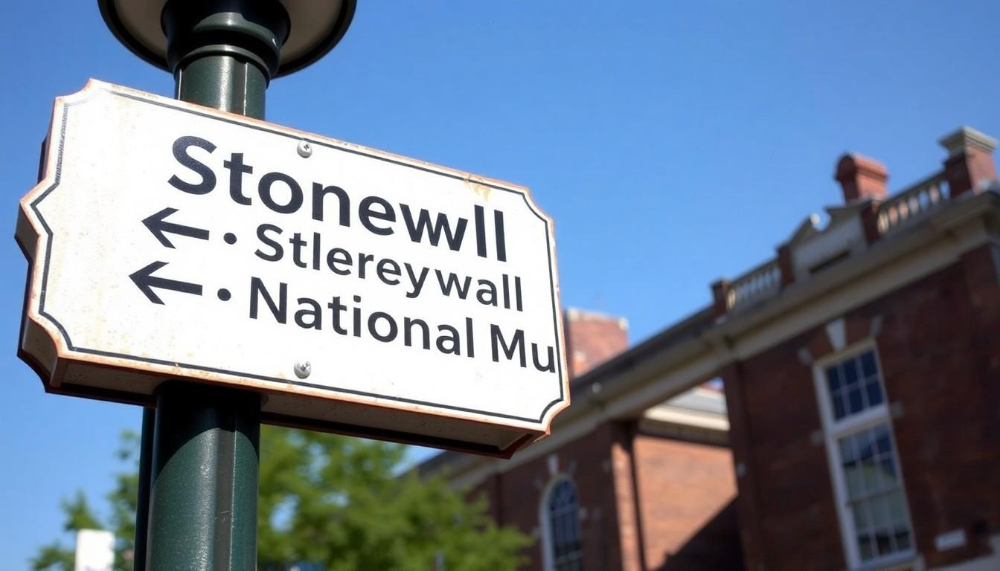 Stonewll
← • Stlereywall
← • National Mu